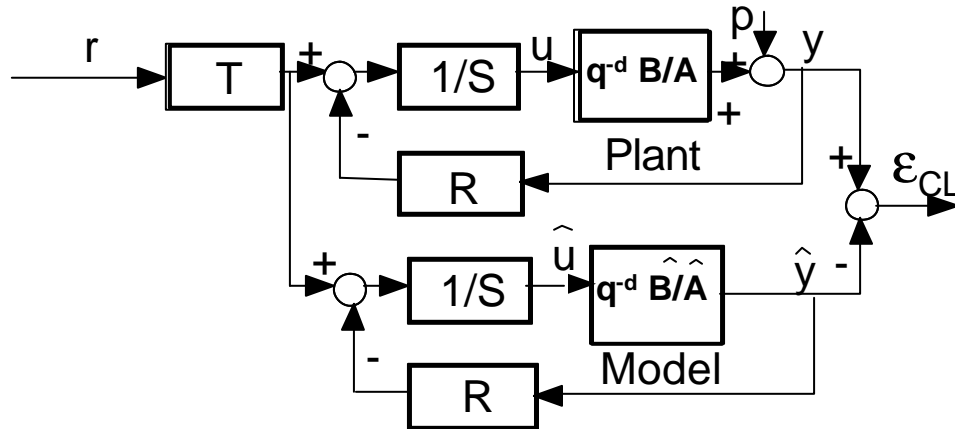 r
T
+
-
1/S
u
q⁻ᵈ B/A
+
+
p
y
Plant
R
+
ε_CL
+
-
1/S
û
q⁻ᵈ B̂/Â
ŷ
-
Model
R